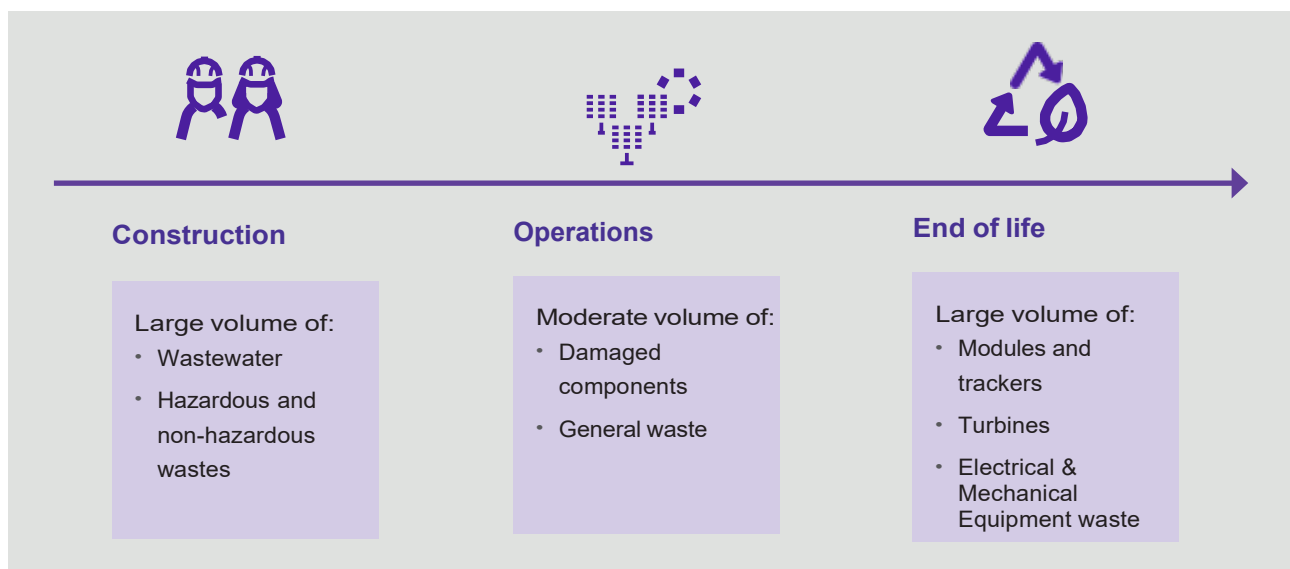 Construction
Large volume of:
• Wastewater
• Hazardous and
non-hazardous
wastes
Operations
Moderate volume of:
• Damaged
components
• General waste
End of life
Large volume of:
• Modules and
trackers
• Turbines
• Electrical &
Mechanical
Equipment waste